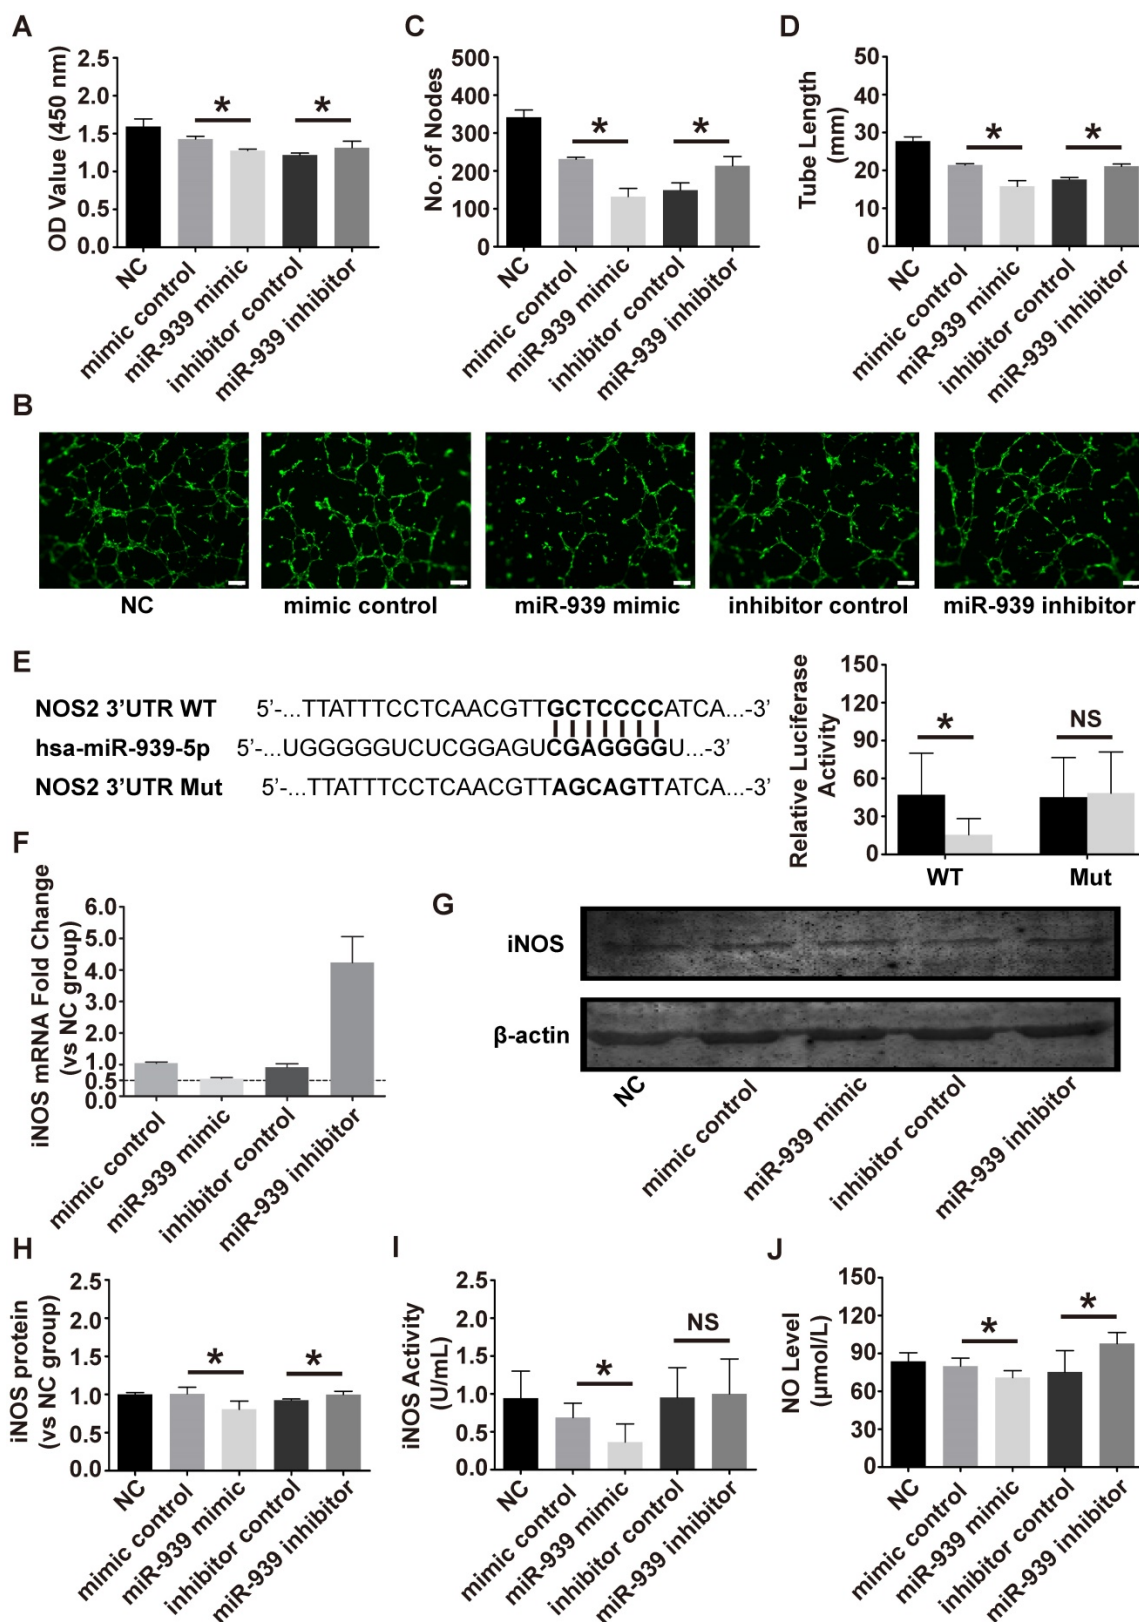 A
OD Value (450 nm)
2.5
2.0
1.5
1.0
0.5
0.0
*
*
NC
mimic control
miR-939 mimic
inhibitor control
miR-939 inhibitor
C
No. of Nodes
500
400
300
200
100
0
*
*
NC
mimic control
miR-939 mimic
inhibitor control
miR-939 inhibitor
D
Tube Length
(mm)
50
40
30
20
10
0
*
*
NC
mimic control
miR-939 mimic
inhibitor control
miR-939 inhibitor
B
NC
mimic control
miR-939 mimic
inhibitor control
miR-939 inhibitor
E
NOS2 3'UTR WT 5'-...TTATTTCCTCAACGTTGCTCCCCATCA...-3'
hsa-miR-939-5p 5'-...UGGGGGUCUCGGAGUCGAGGGGU...-3'
NOS2 3'UTR Mut 5'-...TTATTTCCTCAACGTTAGCAGTTATCA...-3'
Relative Luciferase
Activity
150
120
90
60
30
0
*
NS
WT
Mut
F
iNOS mRNA Fold Change
(vs NC group)
6.0
5.0
4.0
3.0
2.0
1.0
0.5
0.0
mimic control
miR-939 mimic
inhibitor control
miR-939 inhibitor
G
iNOS
β-actin
NC
mimic control
miR-939 mimic
inhibitor control
miR-939 inhibitor
H
iNOS protein
(vs NC group)
2.5
2.0
1.5
1.0
0.5
0.0
*
*
NC
mimic control
miR-939 mimic
inhibitor control
miR-939 inhibitor
I
iNOS Activity
(U/mL)
2.5
2.0
1.5
1.0
0.5
0.0
*
NS
NC
mimic control
miR-939 mimic
inhibitor control
miR-939 inhibitor
J
NO Level
(μmol/L)
150
120
90
60
30
0
*
*
NC
mimic control
miR-939 mimic
inhibitor control
miR-939 inhibitor